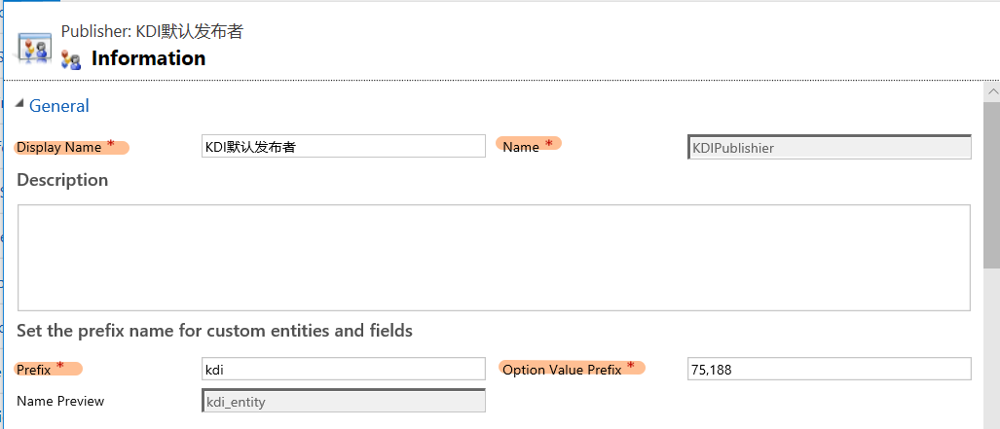 Publisher: KDI默认发布者
Information
General
Display Name * KDI默认发布者 Name * KDIPublishier
Description
Set the prefix name for custom entities and fields
Prefix * kdi Option Value Prefix * 75,188
Name Preview kdi_entity